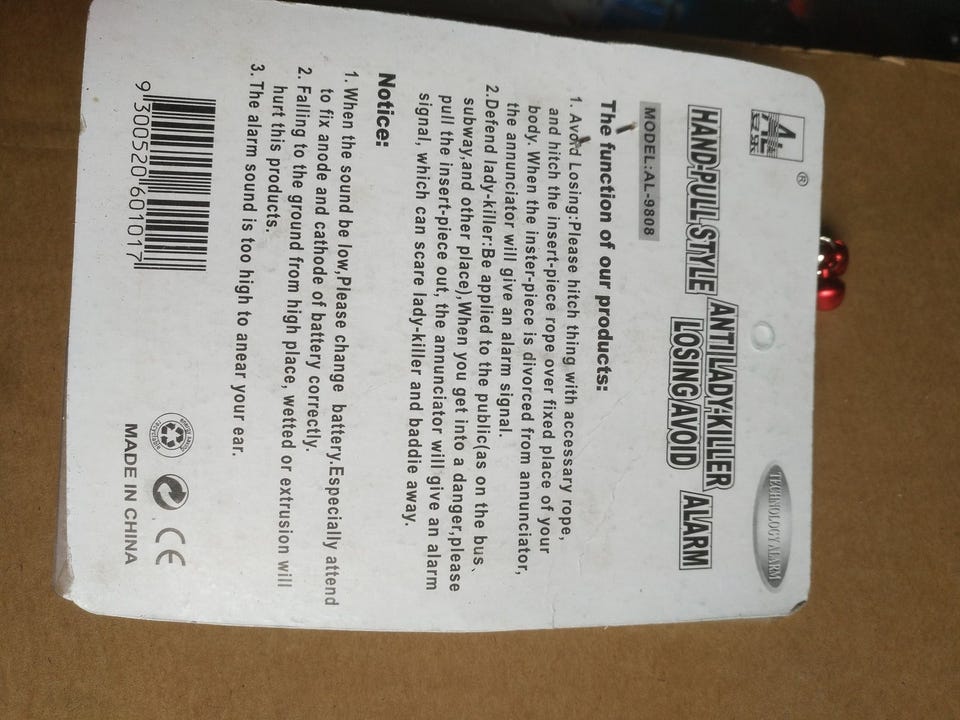 AL
®
TECHNOLOGY ALARM
HAND-PULL STYLE ANTI LADY-KILLER LOSING AVOID ALARM
MODEL:AL-9808
The function of our products:
1. Avoid Losing:Please hitch thing with accessary rope,
and hitch the insert-piece rope over fixed place of your
body. When the inster-piece is divorced from annunciator,
the annunciator will give an alarm signal.
2.Defend lady-killer:Be applied to the public(as on the bus、
subway,and other place),When you get into a danger,please
pull the insert-piece out, the annunciator will give an alarm
signal, which can scare lady-killer and baddie away.
Notice:
1. When the sound be low,Please change battery.Especially attend
to fix anode and cathode of battery correctly.
2. Falling to the ground from high place, wetted or extrusion will
hurt this products.
3. The alarm sound is too high to anear your ear.
9 300520 601017
CE
MADE IN CHINA